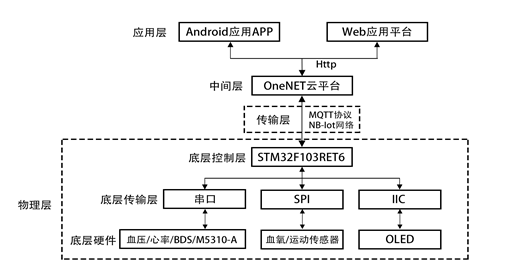 应用层
Android应用APP
Web应用平台
Http
中间层
OneNET云平台
传输层
MQTT协议
NB-Iot网络
底层控制层
STM32F103RET6
物理层
底层传输层
串口
SPI
IIC
底层硬件
血压/心率/BDS/M5310-A
血氧/运动传感器
OLED